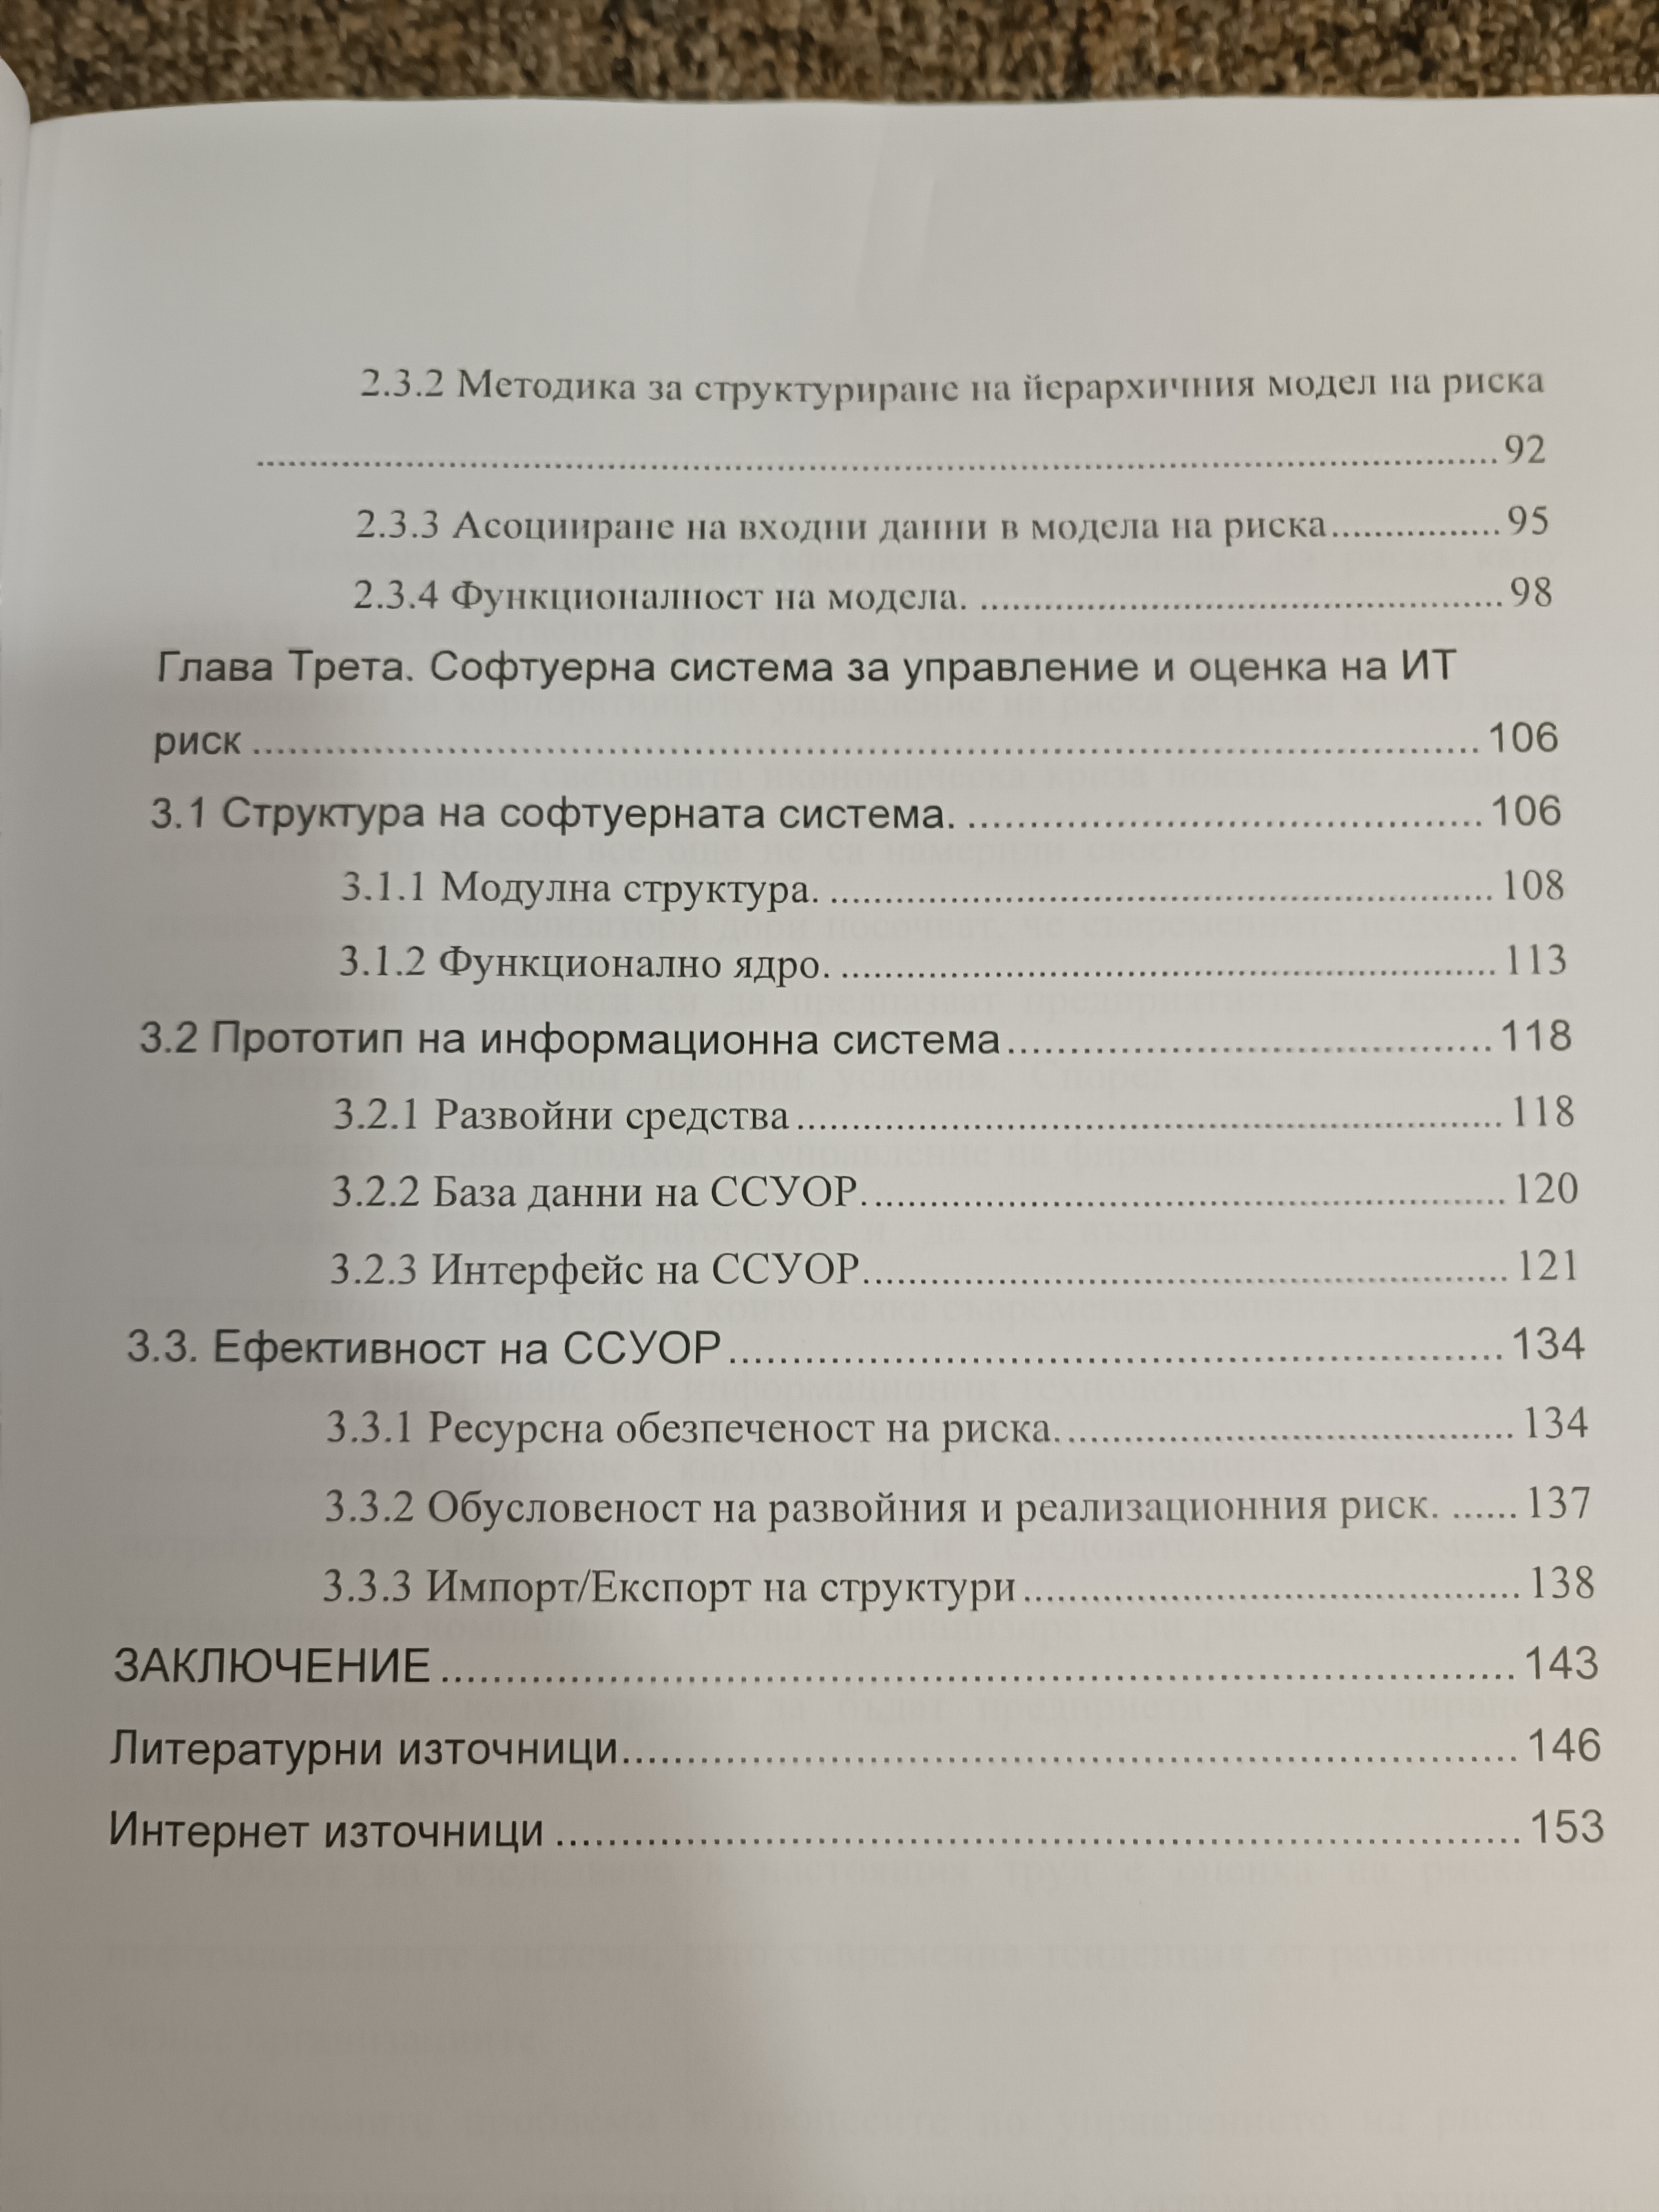 2.3.2 Методика за структуриране на йерархичния модел на риска
..........92
2.3.3 Асоцииране на входни данни в модела на риска..........95
2.3.4 Функционалност на модела. ..........98
Глава Трета. Софтуерна система за управление и оценка на ИТ
риск ..........106
3.1 Структура на софтуерната система. ..........106
3.1.1 Модулна структура. ..........108
3.1.2 Функционално ядро. ..........113
3.2 Прототип на информационна система..........118
3.2.1 Развойни средства..........118
3.2.2 База данни на ССУОР...........120
3.2.3 Интерфейс на ССУОР..........121
3.3. Ефективност на ССУОР..........134
3.3.1 Ресурсна обезпеченост на риска...........134
3.3.2 Обусловеност на развойния и реализационния риск. ......137
3.3.3 Импорт/Експорт на структури..........138
ЗАКЛЮЧЕНИЕ..........143
Литературни източници..........146
Интернет източници ..........153